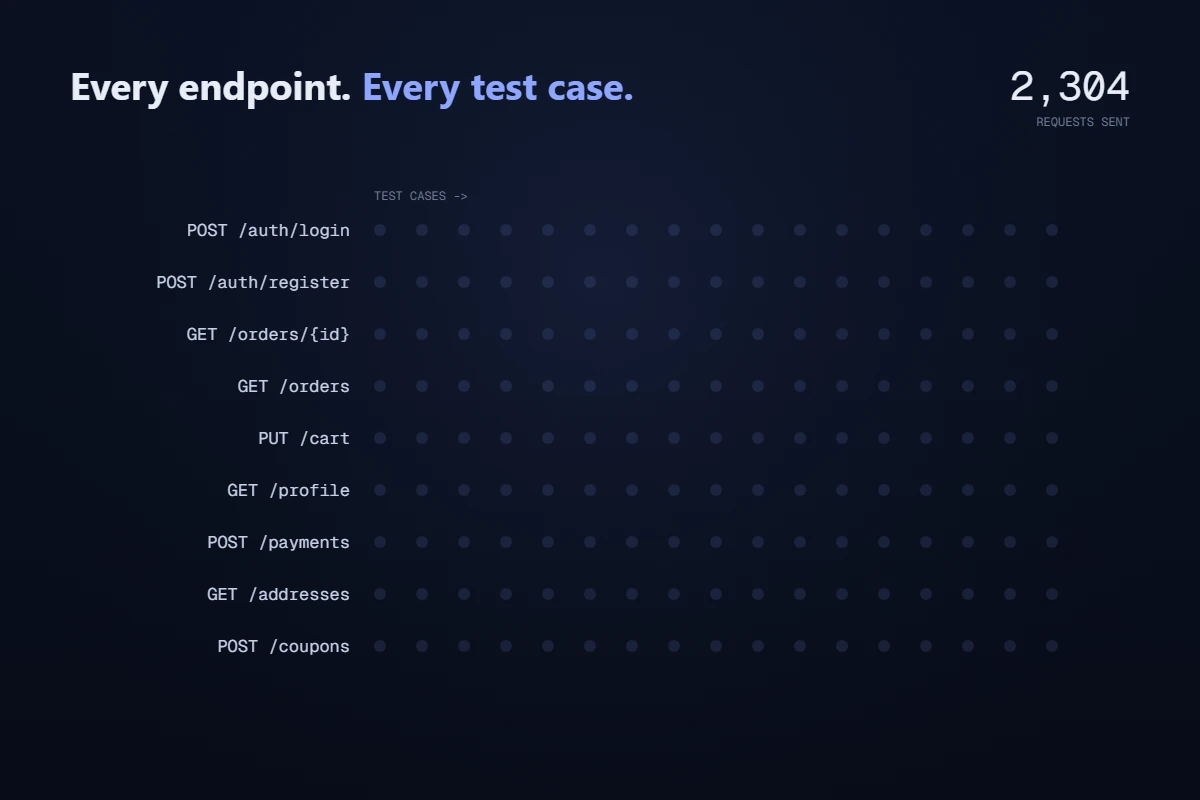 Every endpoint. Every test case.
2,304
REQUESTS SENT
TEST CASES ->
POST /auth/login
POST /auth/register
GET /orders/{id}
GET /orders
PUT /cart
GET /profile
POST /payments
GET /addresses
POST /coupons